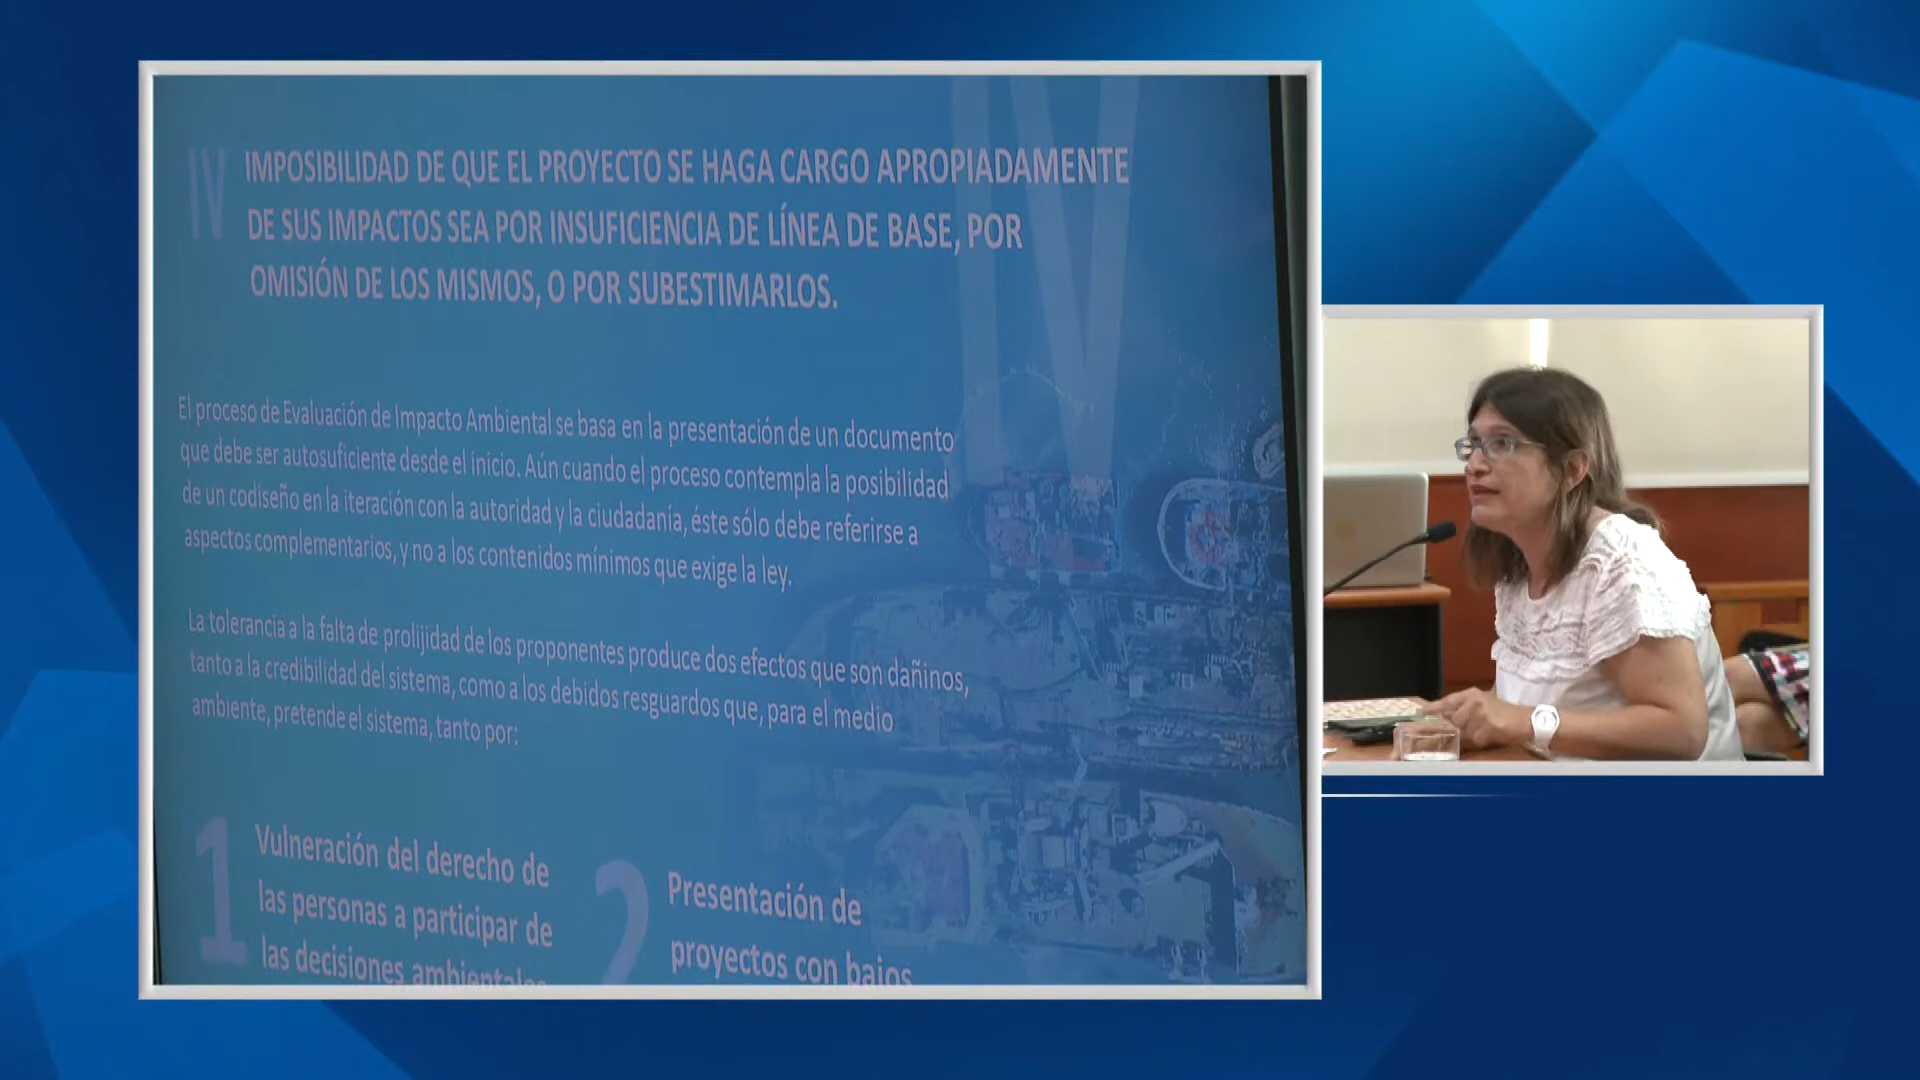 IV
IMPOSIBILIDAD DE QUE EL PROYECTO SE HAGA CARGO APROPIADAMENTE
DE SUS IMPACTOS SEA POR INSUFICIENCIA DE LÍNEA DE BASE, POR
OMISIÓN DE LOS MISMOS, O POR SUBESTIMARLOS.
El proceso de Evaluación de Impacto Ambiental se basa en la presentación de un documento
que debe ser autosuficiente desde el inicio. Aún cuando el proceso contempla la posibilidad
de un codiseño en la iteración con la autoridad y la ciudadanía, éste sólo debe referirse a
aspectos complementarios, y no a los contenidos mínimos que exige la ley.
La tolerancia a la falta de prolijidad de los proponentes produce dos efectos que son dañinos,
tanto a la credibilidad del sistema, como a los debidos resguardos que, para el medio
ambiente, pretende el sistema, tanto por:
1
Vulneración del derecho de
las personas a participar de
las decisiones ambientales
2
Presentación de
proyectos con bajos